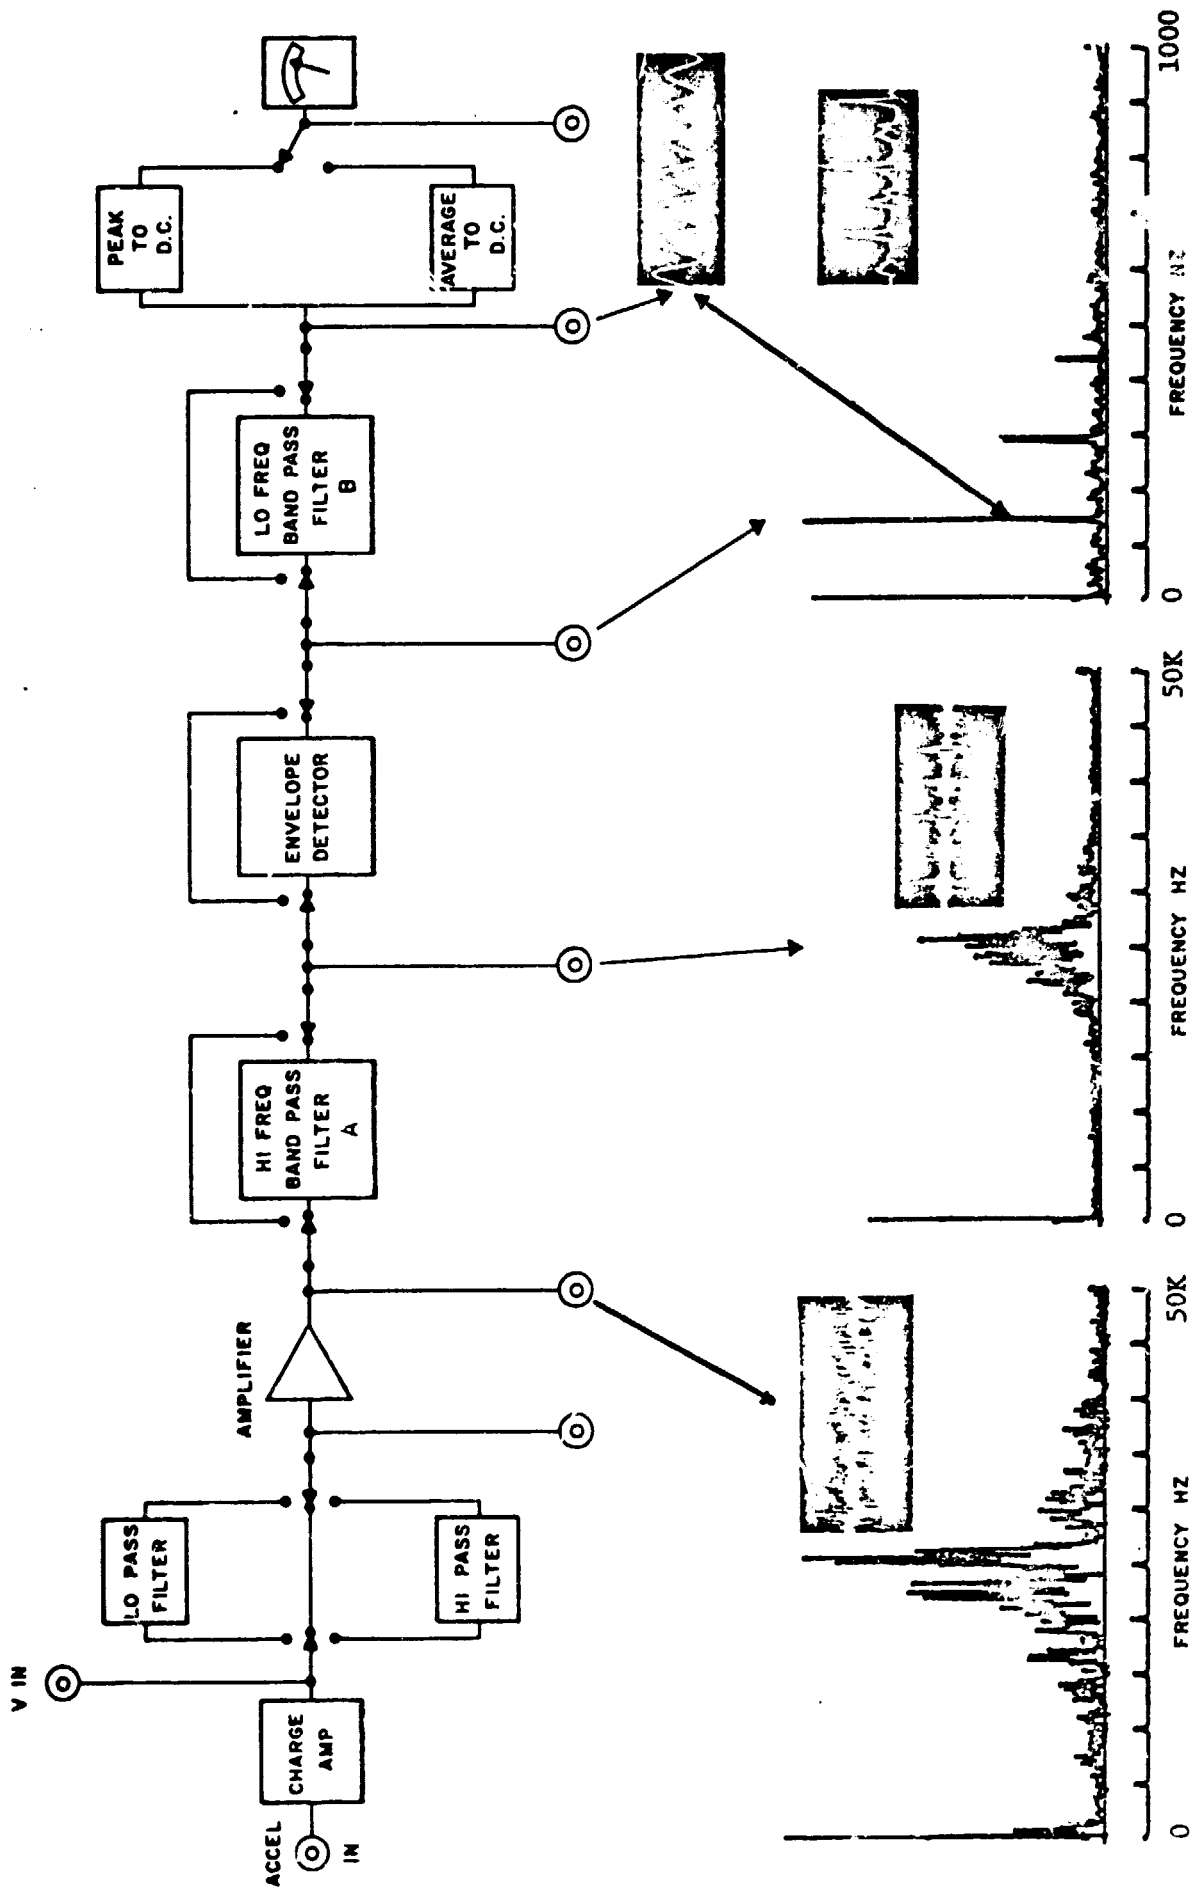 V IN
ACCEL
IN
CHARGE
AMP
LO PASS
FILTER
HI PASS
FILTER
AMPLIFIER
HI FREQ
BAND PASS
FILTER
A
ENVELOPE
DETECTOR
LO FREQ
BAND PASS
FILTER
B
PEAK
TO
D.C.
AVERAGE
TO
D.C.
0
50K
FREQUENCY HZ
0
50K
FREQUENCY HZ
0
1000
FREQUENCY HZ